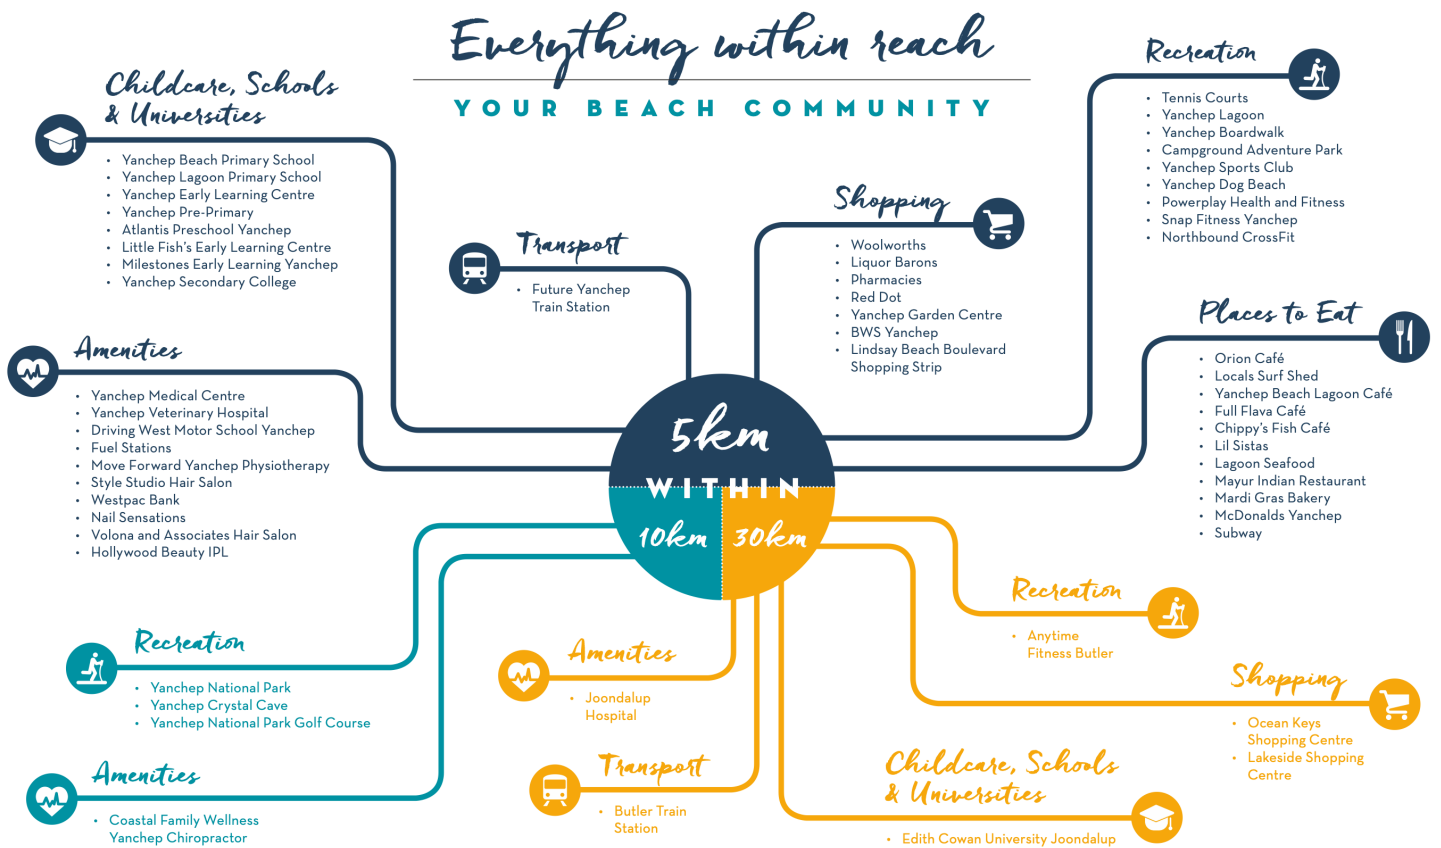 Everything within reach
YOUR BEACH COMMUNITY
Childcare, Schools
& Universities
• Yanchep Beach Primary School
• Yanchep Lagoon Primary School
• Yanchep Early Learning Centre
• Yanchep Pre-Primary
• Atlantis Preschool Yanchep
• Little Fish's Early Learning Centre
• Milestones Early Learning Yanchep
• Yanchep Secondary College
Transport
• Future Yanchep
Train Station
Shopping
• Woolworths
• Liquor Barons
• Pharmacies
• Red Dot
• Yanchep Garden Centre
• BWS Yanchep
• Lindsay Beach Boulevard
Shopping Strip
Recreation
• Tennis Courts
• Yanchep Lagoon
• Yanchep Boardwalk
• Campground Adventure Park
• Yanchep Sports Club
• Yanchep Dog Beach
• Powerplay Health and Fitness
• Snap Fitness Yanchep
• Northbound CrossFit
Amenities
• Yanchep Medical Centre
• Yanchep Veterinary Hospital
• Driving West Motor School Yanchep
• Fuel Stations
• Move Forward Yanchep Physiotherapy
• Style Studio Hair Salon
• Westpac Bank
• Nail Sensations
• Volona and Associates Hair Salon
• Hollywood Beauty IPL
Places to Eat
• Orion Café
• Locals Surf Shed
• Yanchep Beach Lagoon Café
• Full Flava Café
• Chippy's Fish Café
• Lil Sistas
• Lagoon Seafood
• Mayur Indian Restaurant
• Mardi Gras Bakery
• McDonalds Yanchep
• Subway
5km
WITHIN
10km
30km
Recreation
• Yanchep National Park
• Yanchep Crystal Cave
• Yanchep National Park Golf Course
Amenities
• Coastal Family Wellness
Yanchep Chiropractor
Amenities
• Joondalup
Hospital
Transport
• Butler Train
Station
Recreation
• Anytime
Fitness Butler
Shopping
• Ocean Keys
Shopping Centre
• Lakeside Shopping
Centre
Childcare, Schools
& Universities
• Edith Cowan University Joondalup